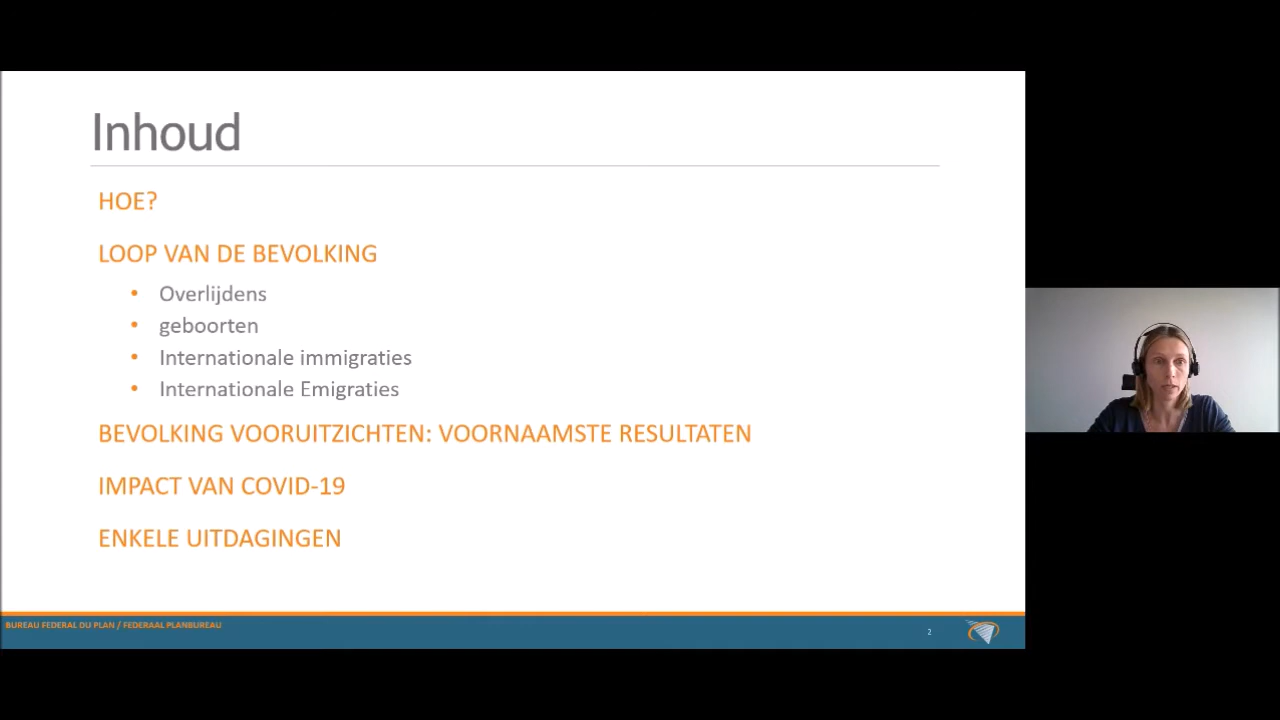 Inhoud
HOE?
LOOP VAN DE BEVOLKING
• Overlijdens
• geboorten
• Internationale immigraties
• Internationale Emigraties
BEVOLKING VOORUITZICHTEN: VOORNAAMSTE RESULTATEN
IMPACT VAN COVID-19
ENKELE UITDAGINGEN
BUREAU FEDERAL DU PLAN / FEDERAAL PLANBUREAU
2